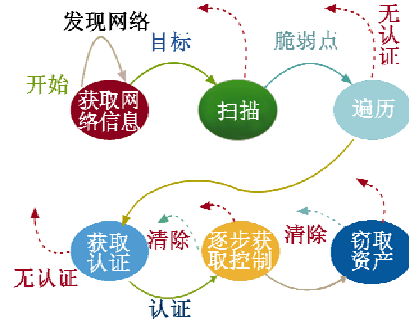 发现网络
目标
脆弱点
无认证
开始
获取网
络信息
扫描
遍历
获取
认证
清除
逐步获
取控制
清除
窃取
资产
无认证
认证